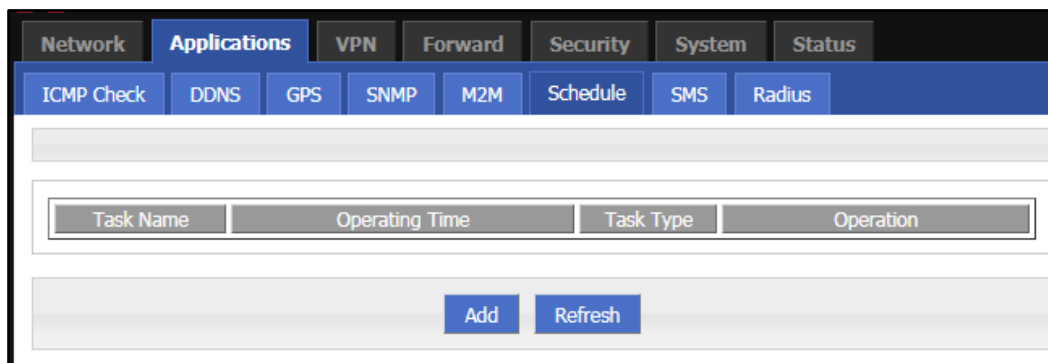 Network Applications VPN Forward Security System Status
ICMP Check DDNS GPS SNMP M2M Schedule SMS Radius
Task Name Operating Time Task Type Operation
Add Refresh